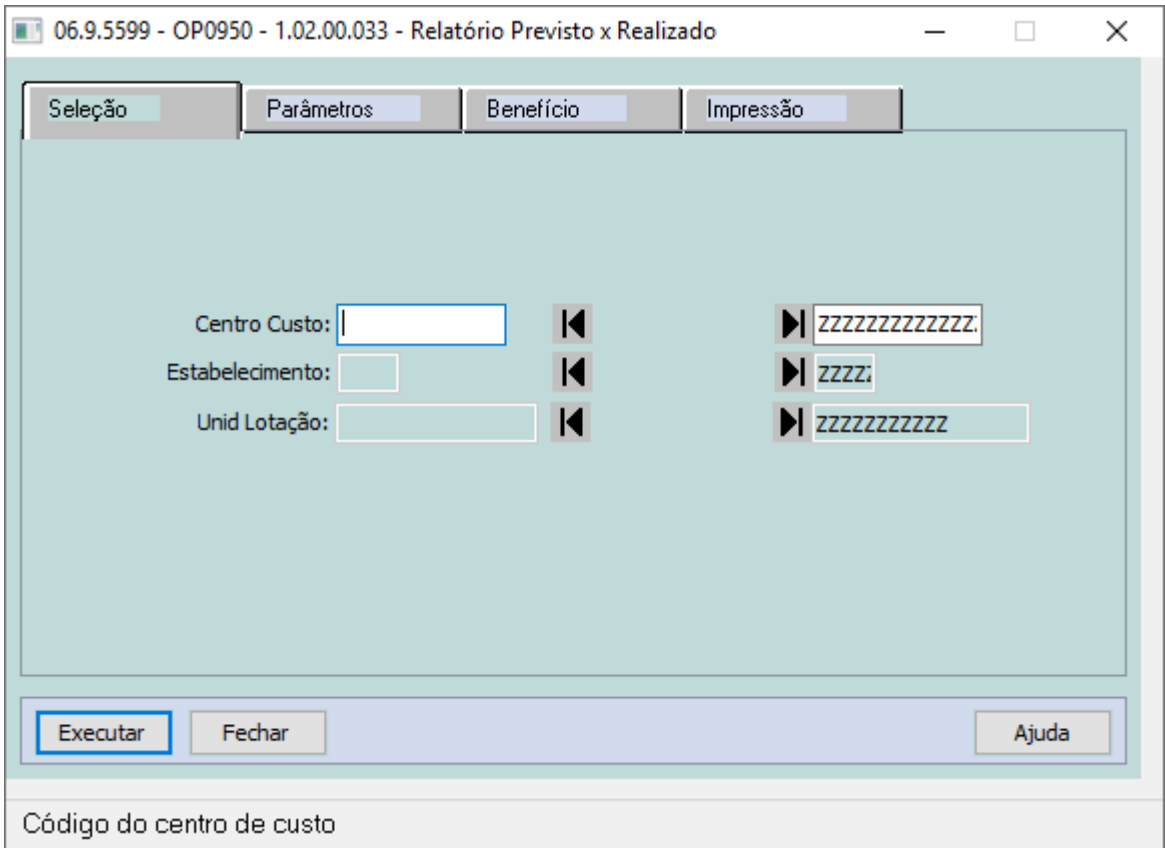 06.9.5599 - OP0950 - 1.02.00.033 - Relatório Previsto x Realizado
Seleção Parâmetros Benefício Impressão
Centro Custo: ZZZZZZZZZZZZZ
Estabelecimento: ZZZZ
Unid Lotação: ZZZZZZZZZZZ
Executar Fechar Ajuda
Código do centro de custo